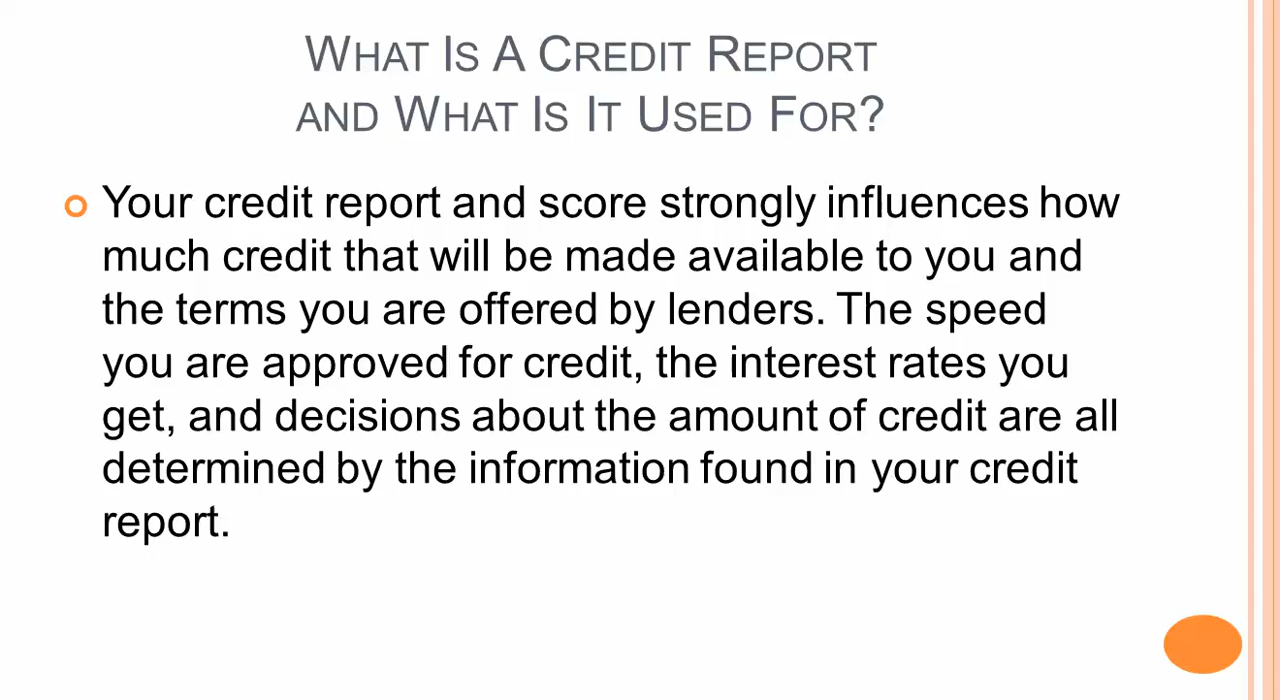 WHAT IS A CREDIT REPORT
AND WHAT IS IT USED FOR?
Your credit report and score strongly influences how
much credit that will be made available to you and
the terms you are offered by lenders. The speed
you are approved for credit, the interest rates you
get, and decisions about the amount of credit are all
determined by the information found in your credit
report.